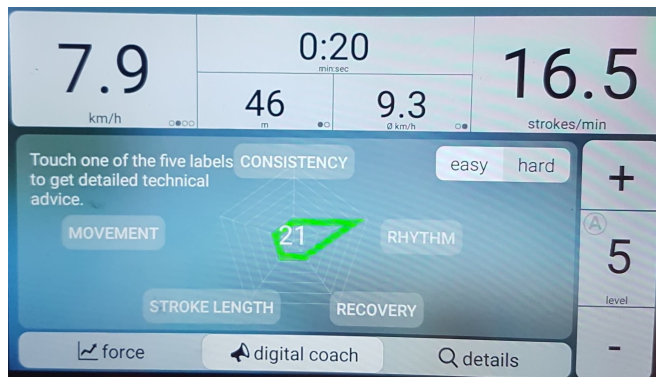 7.9
km/h
0:20
min:sec
46
m
9.3
Ø km/h
16.5
strokes/min
Touch one of the five labels
to get detailed technical
advice.
CONSISTENCY
easy
hard
MOVEMENT
21
RHYTHM
STROKE LENGTH
RECOVERY
+
A
5
level
-
force
digital coach
details